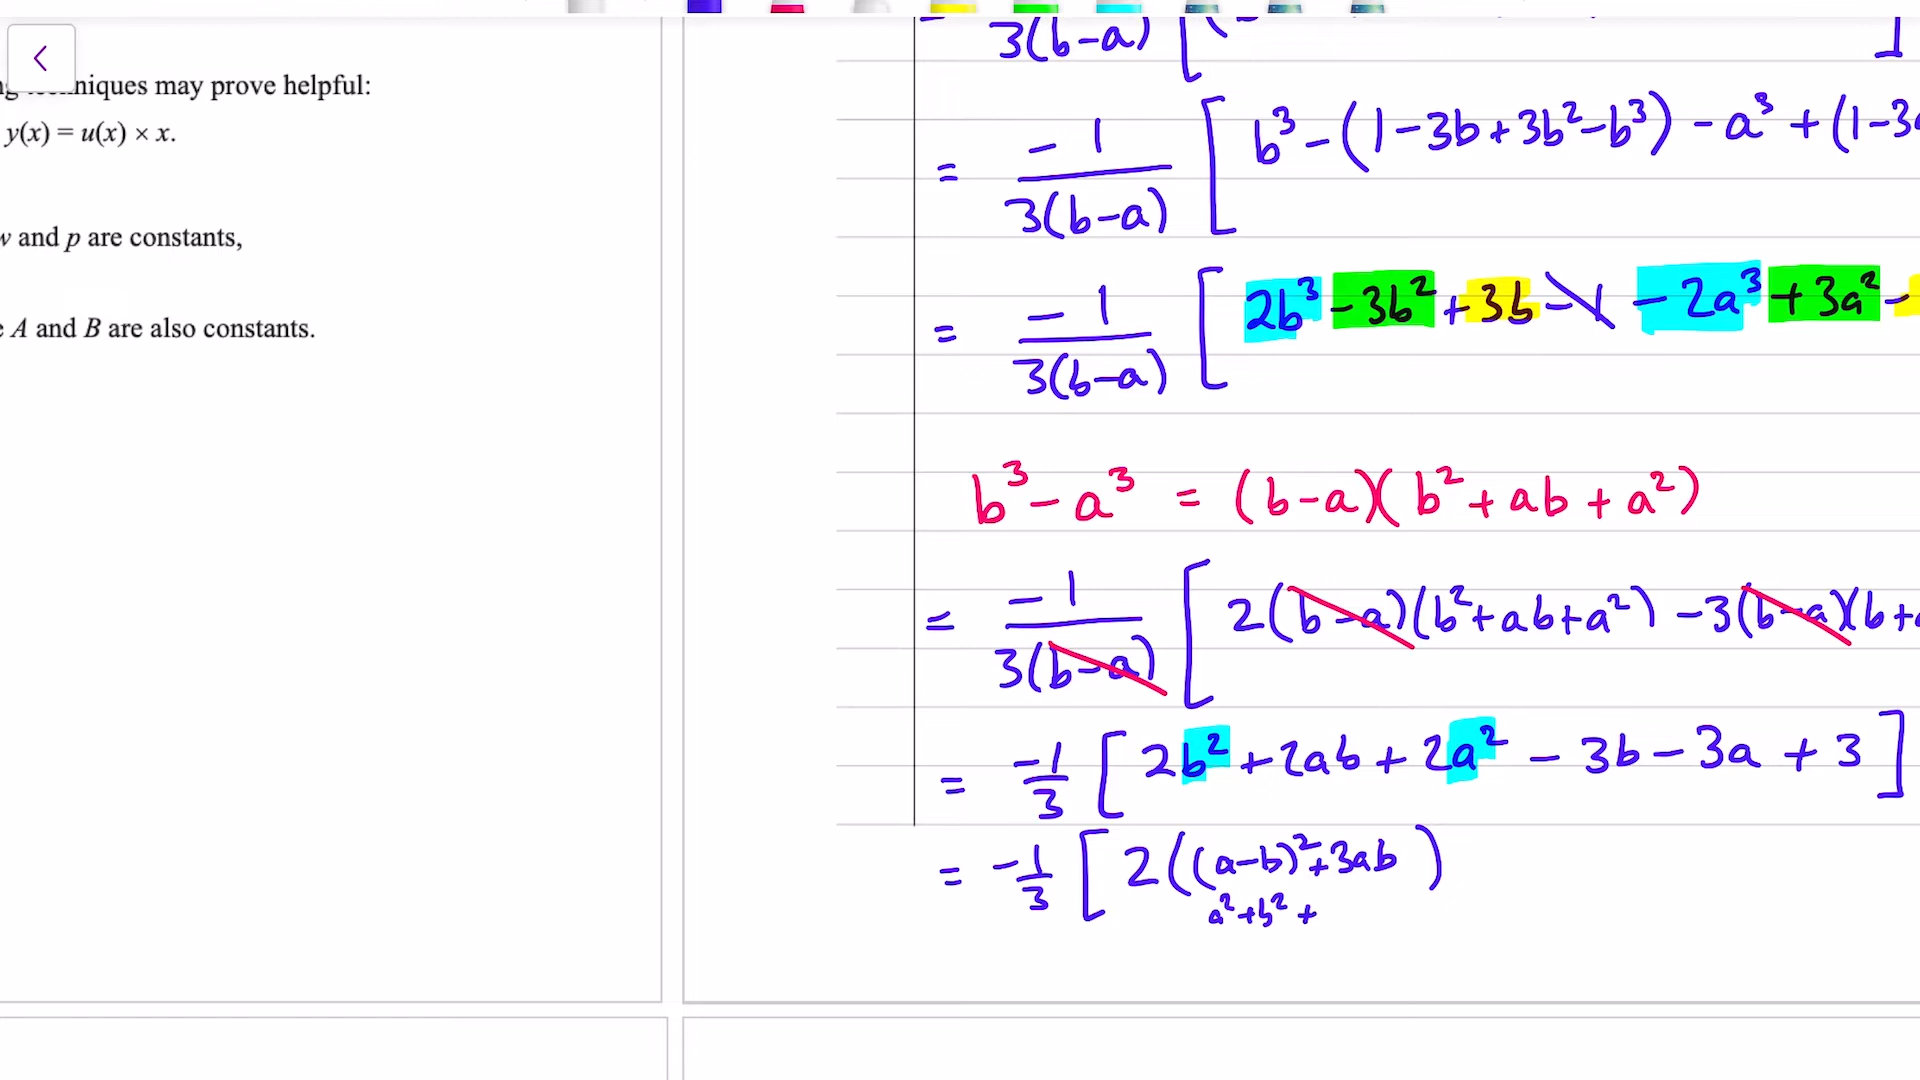 niques may prove helpful:
y(x) = u(x) × x.
and p are constants,
A and B are also constants.
3(b-a) [
= -1/3(b-a) [ b³-(1-3b+3b²-b³) - a³ + (1-3
= -1/3(b-a) [ 2b³ -3b² +3b -1 -2a³ +3a² -
b³ - a³ = (b-a)(b² + ab + a²)
= -1/3(b-a) [ 2(b-a)(b²+ab+a²) -3(b-a)(b+
= -1/3 [ 2b² +2ab + 2a² - 3b - 3a + 3 ]
= -1/3 [ 2((a-b)²+3ab )
a²+b² +